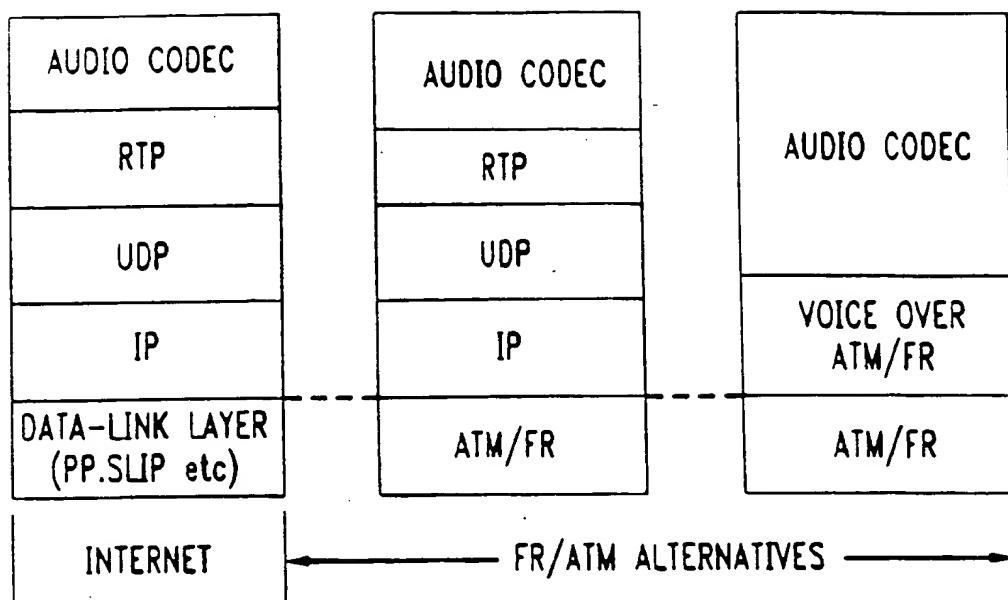 AUDIO CODEC
RTP
UDP
IP
DATA-LINK LAYER
(PP.SLIP etc)
INTERNET
AUDIO CODEC
RTP
UDP
IP
ATM/FR
AUDIO CODEC
VOICE OVER
ATM/FR
ATM/FR
FR/ATM ALTERNATIVES